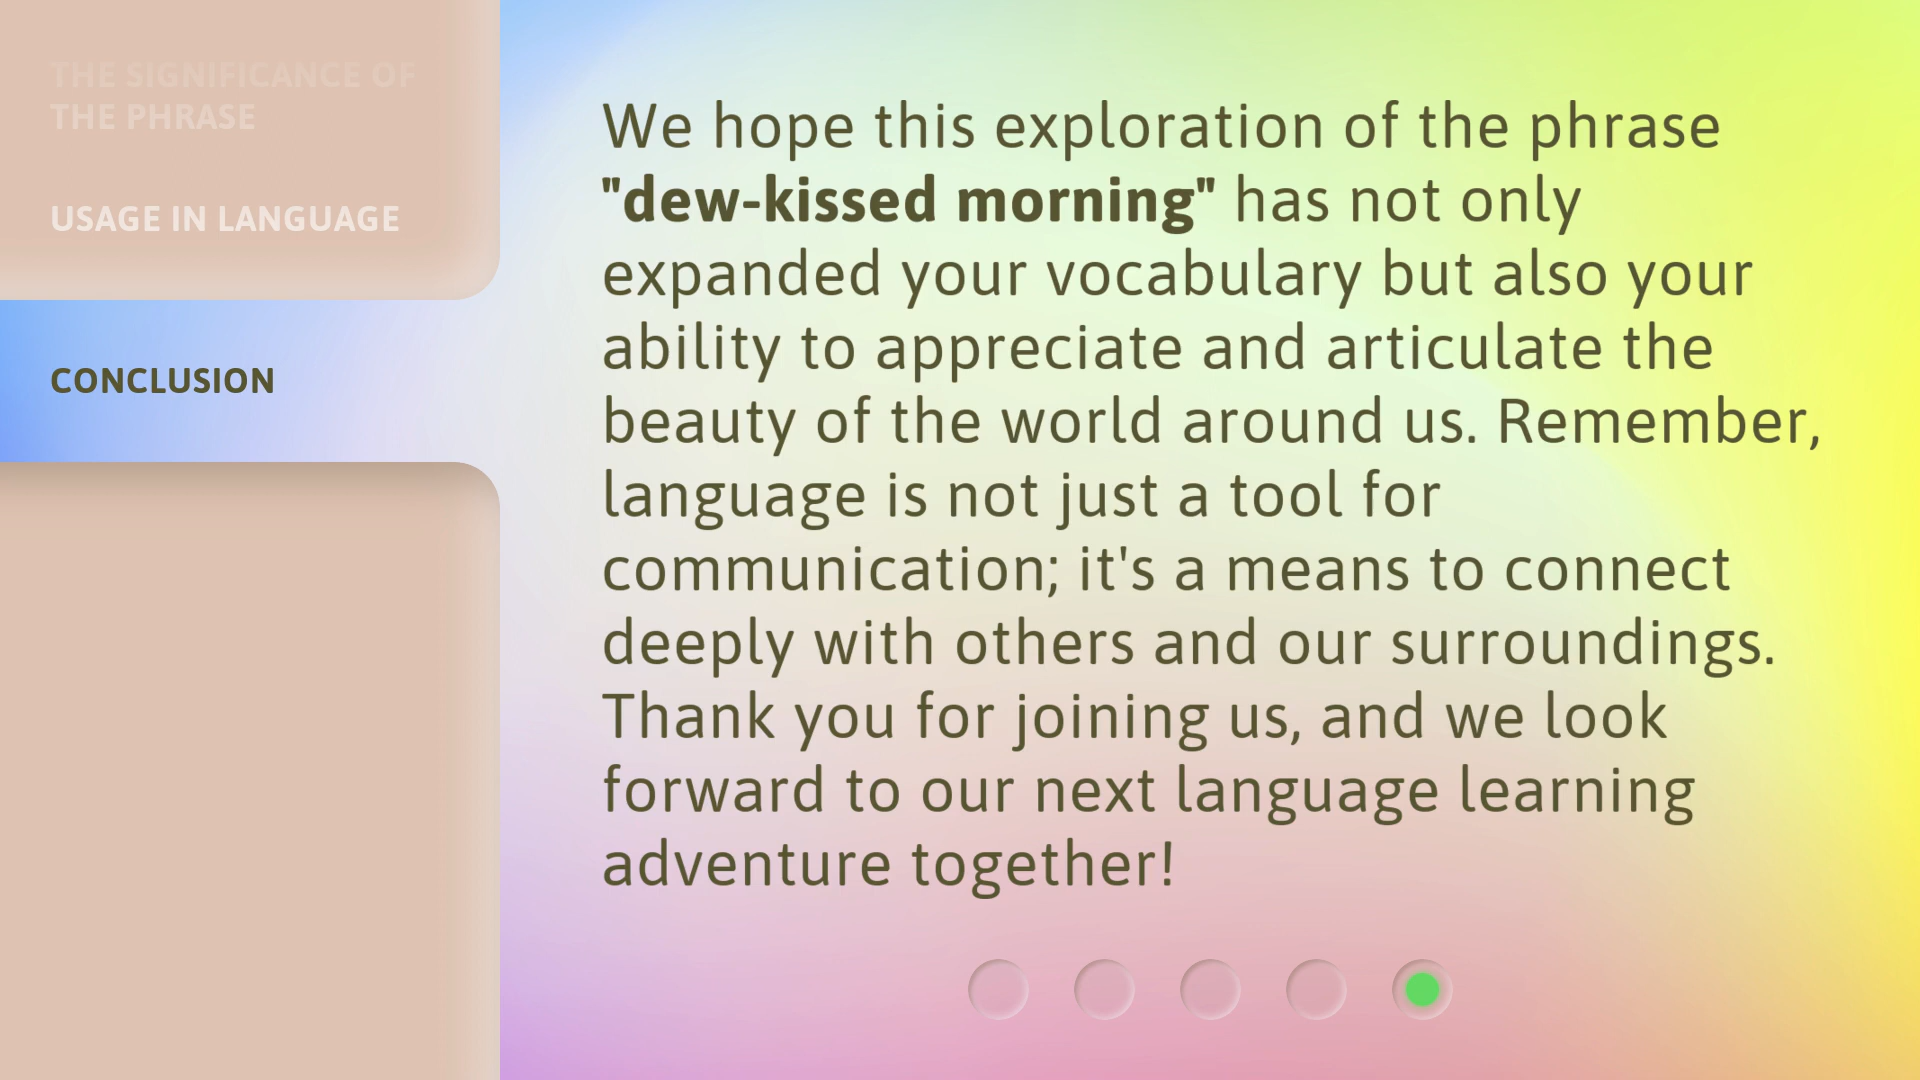 THE SIGNIFICANCE OF
THE PHRASE
USAGE IN LANGUAGE
CONCLUSION
We hope this exploration of the phrase
"dew-kissed morning" has not only
expanded your vocabulary but also your
ability to appreciate and articulate the
beauty of the world around us. Remember,
language is not just a tool for
communication; it's a means to connect
deeply with others and our surroundings.
Thank you for joining us, and we look
forward to our next language learning
adventure together!